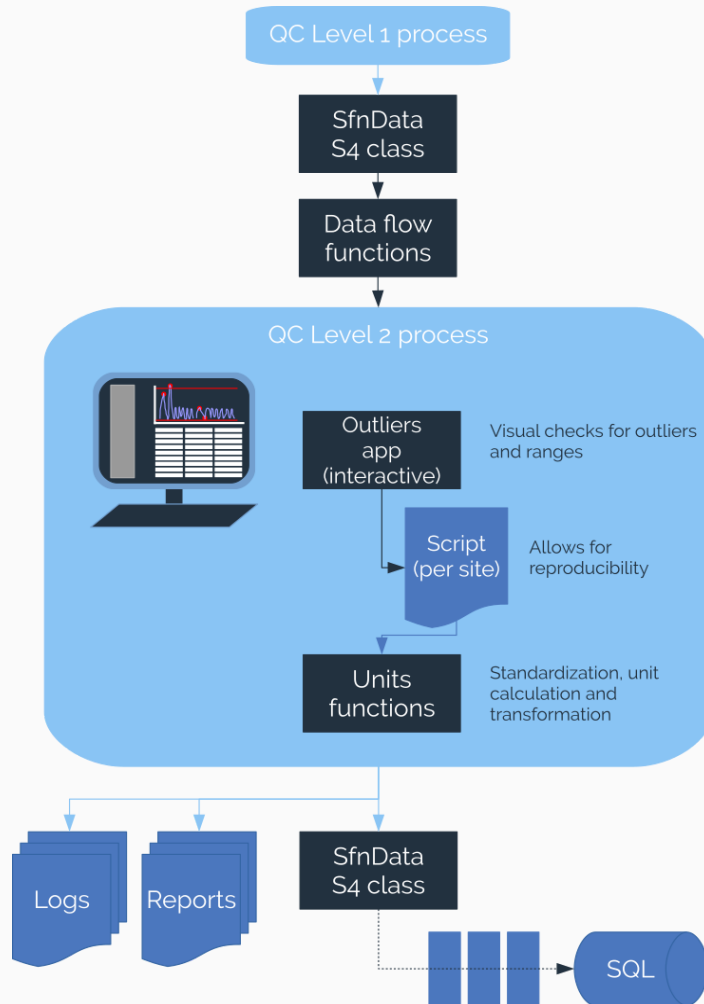 QC Level 1 process
SfnData
S4 class
Data flow
functions
QC Level 2 process
Outliers
app
(interactive)
Visual checks for outliers
and ranges
Script
(per site)
Allows for
reproducibility
Units
functions
Standardization, unit
calculation and
transformation
Logs
Reports
SfnData
S4 class
SQL